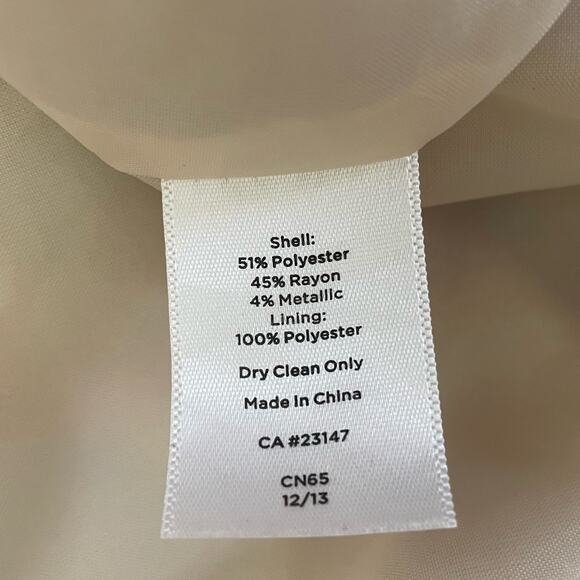 Shell:
51% Polyester
45% Rayon
4% Metallic
Lining:
100% Polyester
Dry Clean Only
Made In China
CA #23147
CN65
12/13